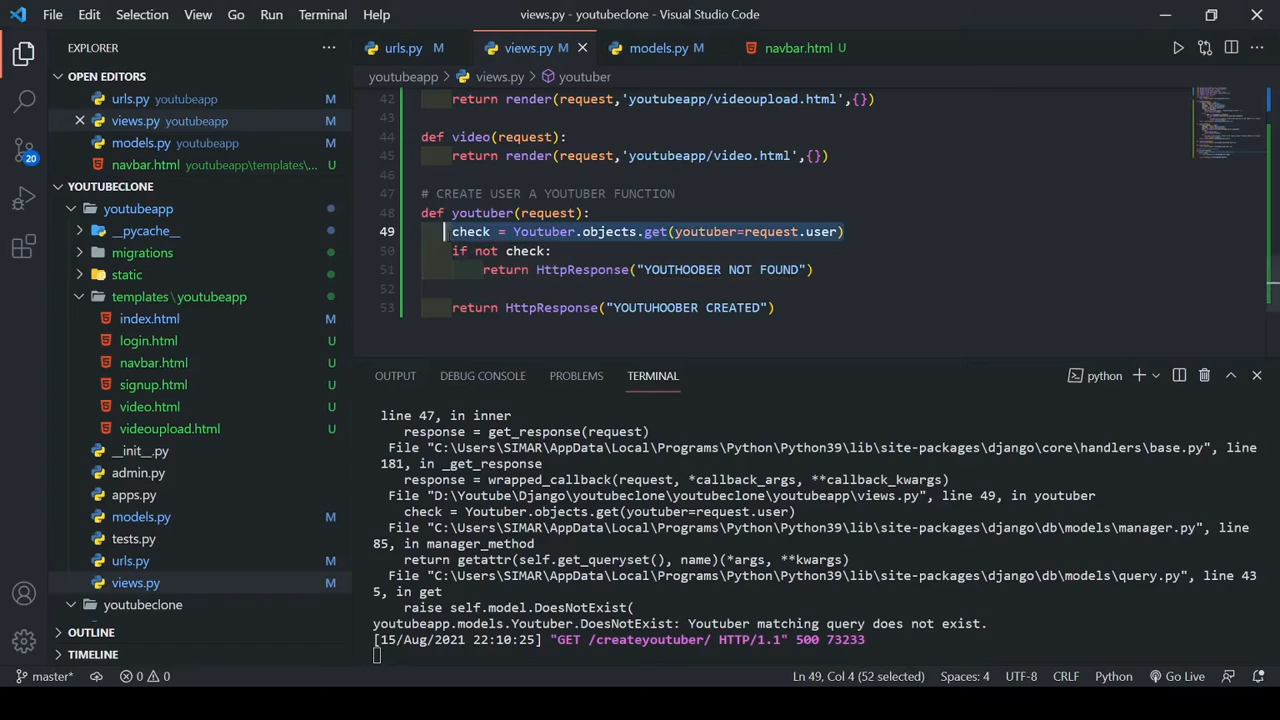 File Edit Selection View Go Run Terminal Help
views.py - youtubeclone - Visual Studio Code
EXPLORER
OPEN EDITORS
urls.py youtubeapp M
views.py youtubeapp M
models.py youtubeapp M
navbar.html youtubeapp\templates\... U
YOUTUBECLONE
youtubeapp
__pycache__
migrations
static
templates \ youtubeapp
index.html M
login.html U
navbar.html U
signup.html U
video.html U
videoupload.html U
__init__.py
admin.py
apps.py
models.py M
tests.py
urls.py M
views.py M
youtubeclone
OUTLINE
TIMELINE
20
urls.py M
views.py M
models.py M
navbar.html U
youtubeapp > views.py > youtuber
42 return render(request,'youtubeapp/videoupload.html',{})
43
44 def video(request):
45 return render(request,'youtubeapp/video.html',{})
46
47 # CREATE USER A YOUTUBER FUNCTION
48 def youtuber(request):
49 check = Youtuber.objects.get(youtuber=request.user)
50 if not check:
51 return HttpResponse("YOUTHOOBER NOT FOUND")
52
53 return HttpResponse("YOUTUHOOBER CREATED")
OUTPUT DEBUG CONSOLE PROBLEMS TERMINAL
python
line 47, in inner
response = get_response(request)
File "C:\Users\SIMAR\AppData\Local\Programs\Python\Python39\lib\site-packages\django\core\handlers\base.py", line
181, in _get_response
response = wrapped_callback(request, *callback_args, **callback_kwargs)
File "D:\Youtube\Django\youtubeclone\youtubeclone\youtubeapp\views.py", line 49, in youtuber
check = Youtuber.objects.get(youtuber=request.user)
File "C:\Users\SIMAR\AppData\Local\Programs\Python\Python39\lib\site-packages\django\db\models\manager.py", line
85, in manager_method
return getattr(self.get_queryset(), name)(*args, **kwargs)
File "C:\Users\SIMAR\AppData\Local\Programs\Python\Python39\lib\site-packages\django\db\models\query.py", line 43
5, in get
raise self.model.DoesNotExist(
youtubeapp.models.Youtuber.DoesNotExist: Youtuber matching query does not exist.
[15/Aug/2021 22:10:25] "GET /createyoutuber/ HTTP/1.1" 500 73233
master* 0 0 Ln 49, Col 4 (52 selected) Spaces: 4 UTF-8 CRLF Python Go Live